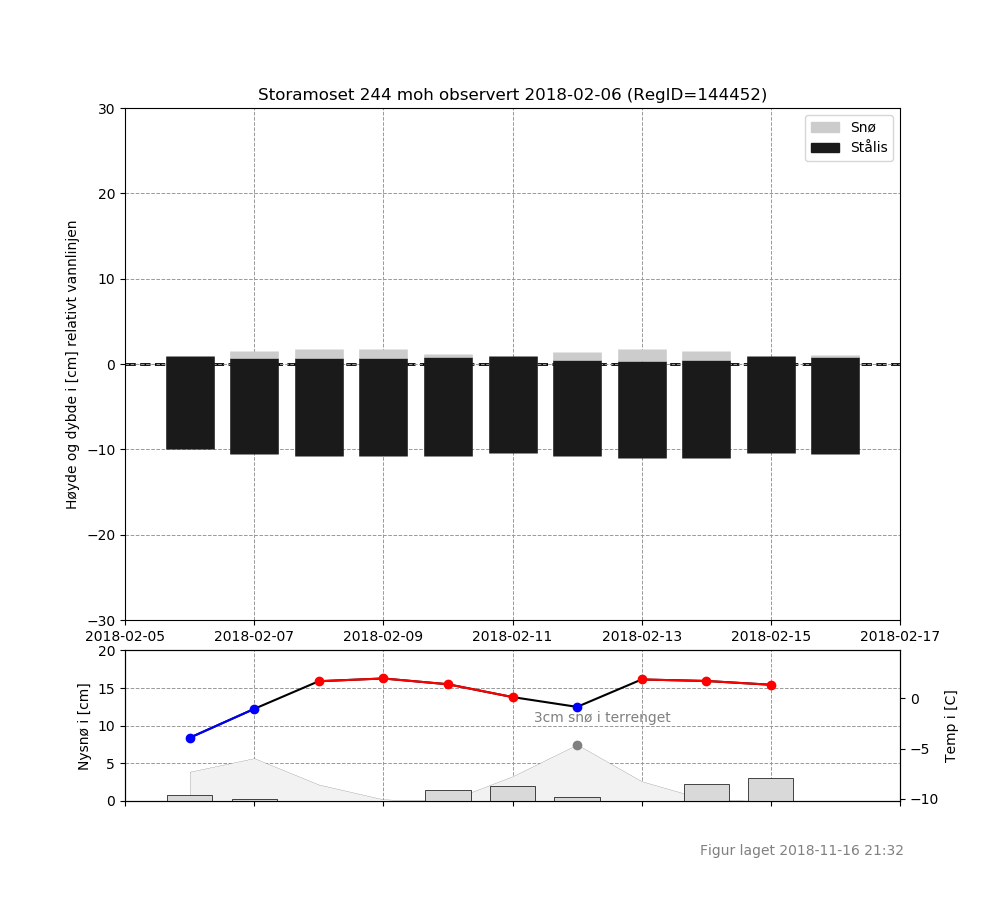 Storamoset 244 moh observert 2018-02-06 (RegID=144452)
Snø
Stålis
Høyde og dybde i [cm] relativt vannlinjen
30
20
10
0
−10
−20
−30
2018-02-05 2018-02-07 2018-02-09 2018-02-11 2018-02-13 2018-02-15 2018-02-17
Nysnø i [cm]
20
15
10
5
0
3cm snø i terrenget
0
−5
−10
Temp i [C]
Figur laget 2018-11-16 21:32